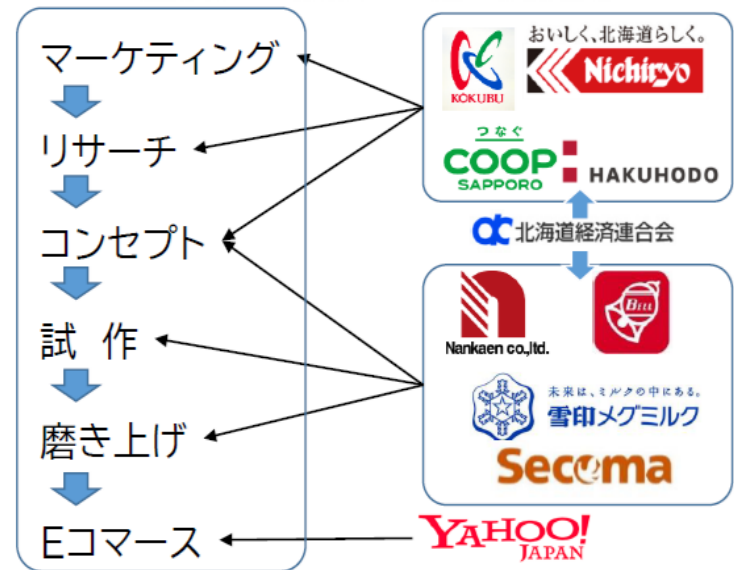 マーケティング
リサーチ
コンセプト
試 作
磨き上げ
Eコマース
KOKUBU
おいしく、北海道らしく。
Nichiryo
つなぐ
COOP
SAPPORO
HAKUHODO
北海道経済連合会
Nankaen co.,ltd.
BILL
未来は、ミルクの中にある。
雪印メグミルク
Secoma
YAHOO!
JAPAN